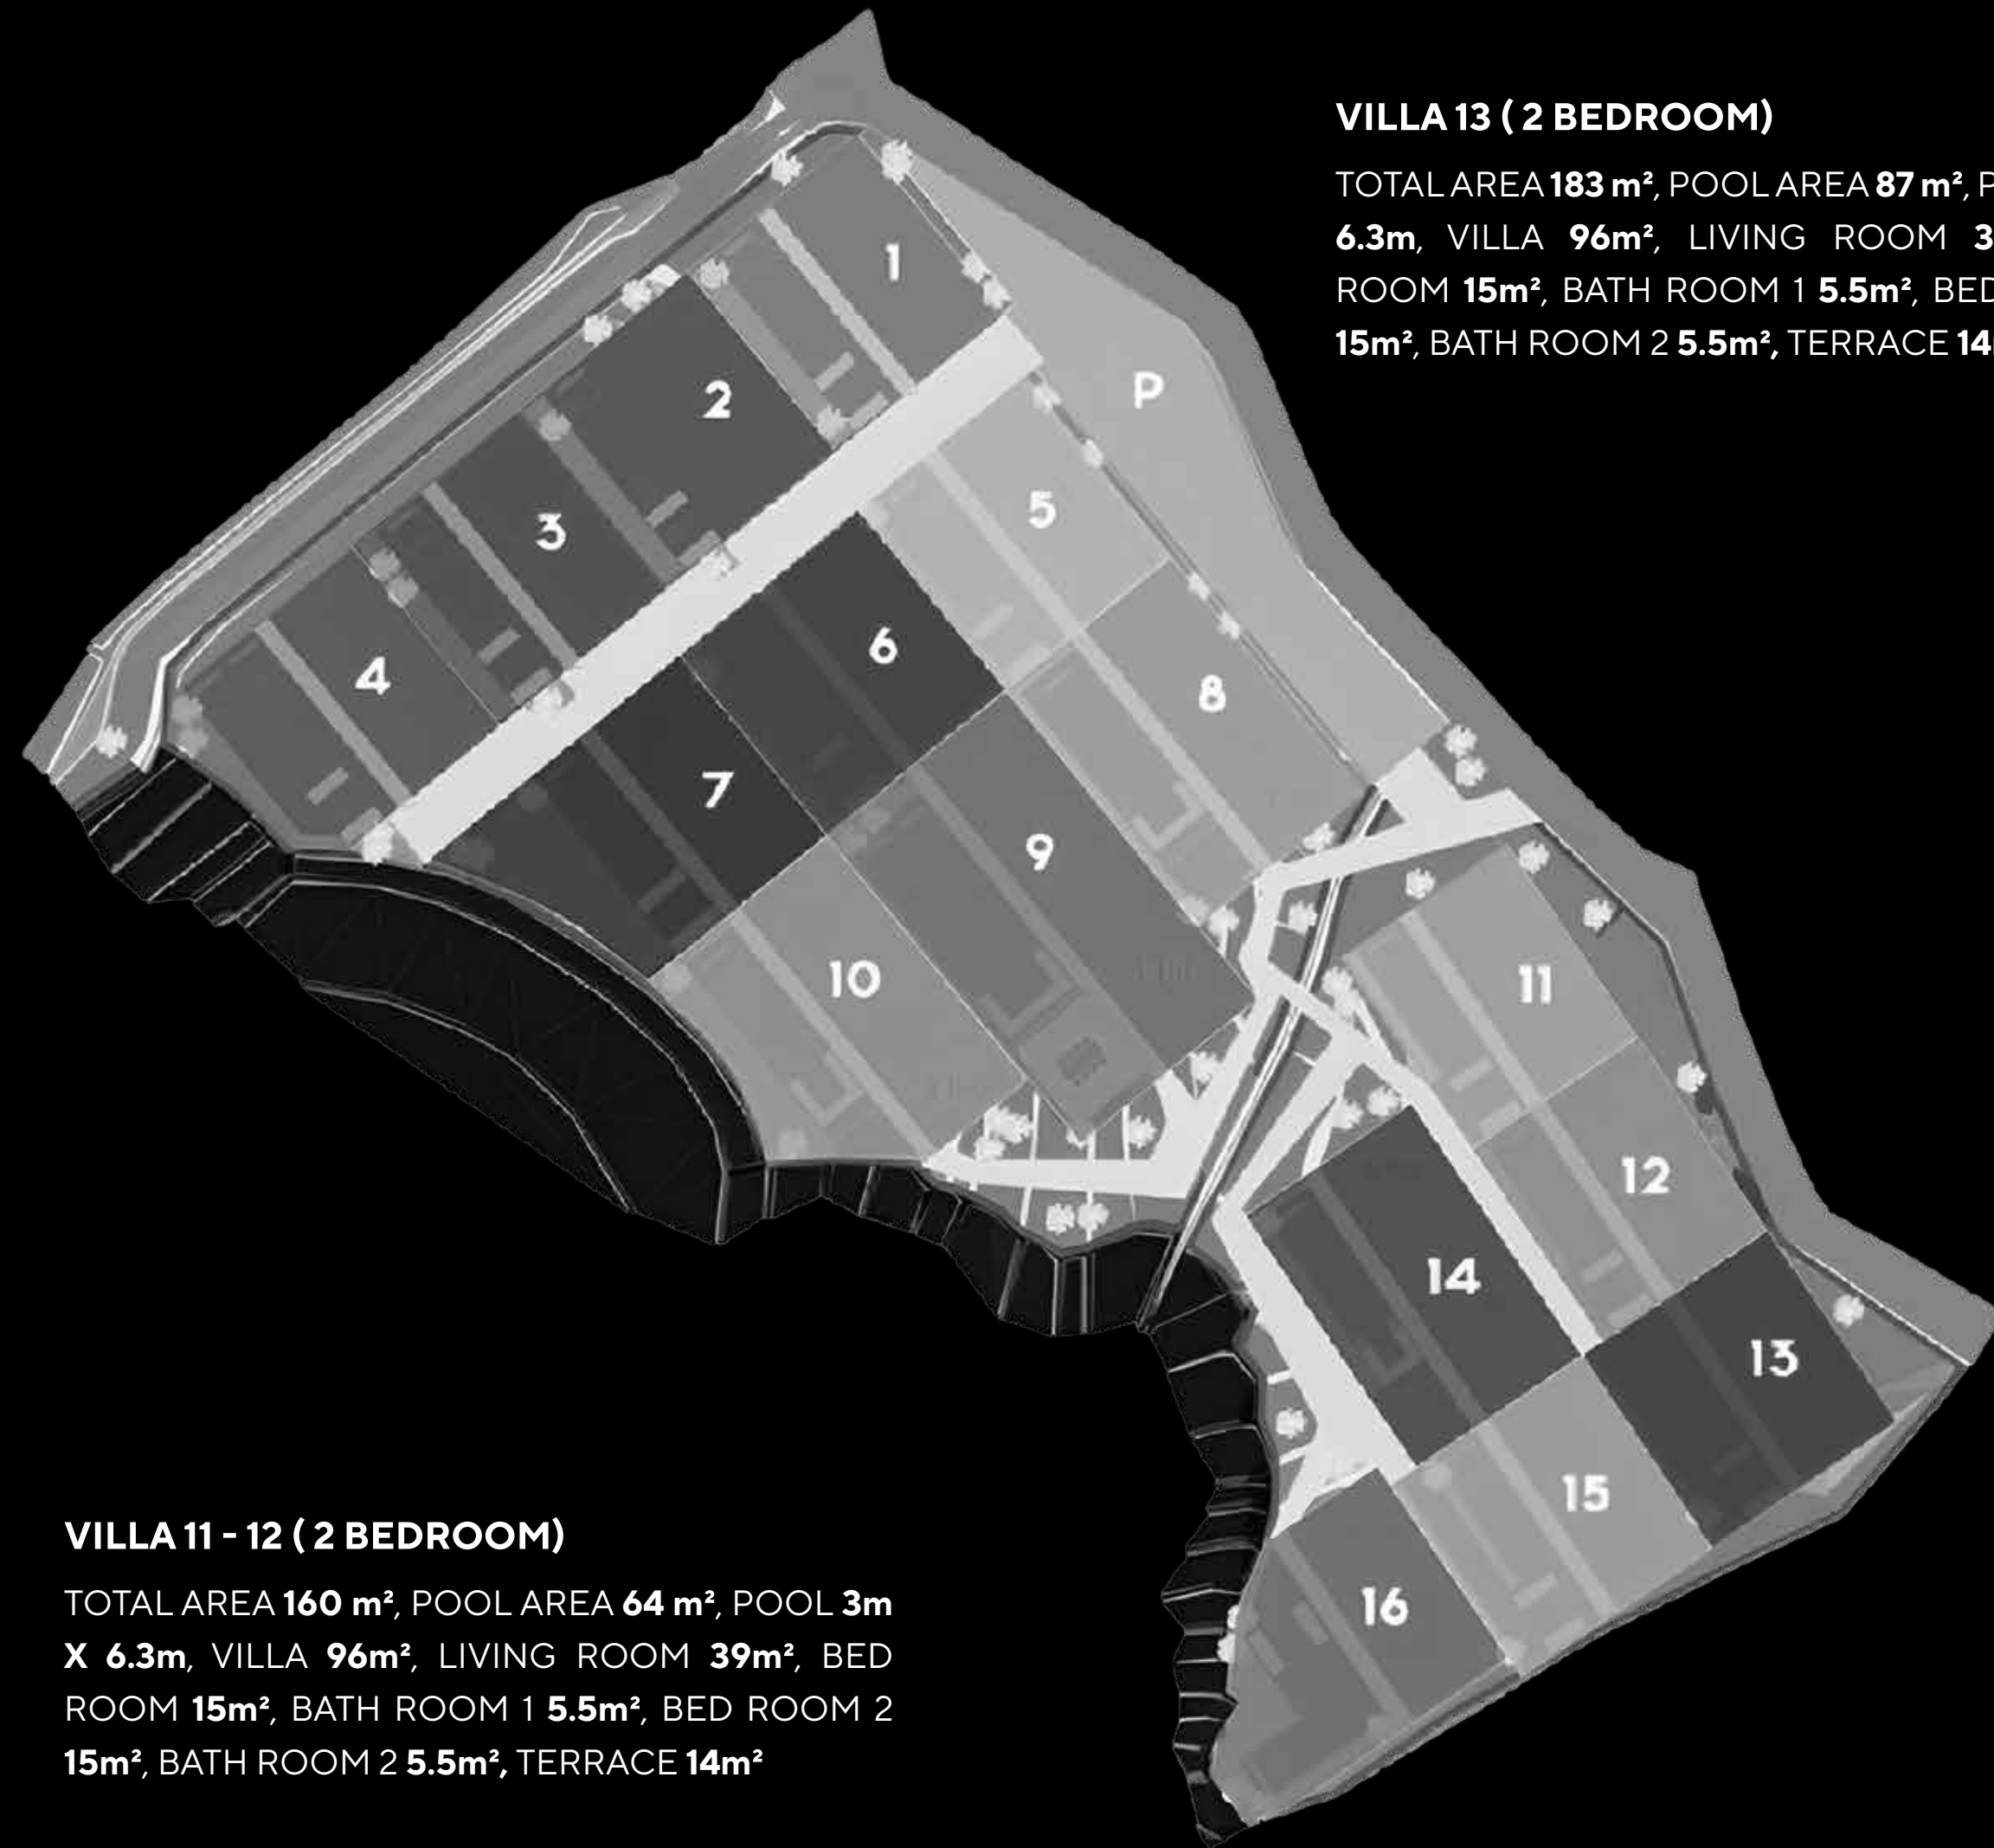 VILLA 13 ( 2 BEDROOM)
TOTAL AREA 183 m², POOL AREA 87 m²,
6.3m, VILLA 96m², LIVING ROOM
ROOM 15m², BATH ROOM 1 5.5m²,
15m², BATH ROOM 2 5.5m², TERRACE
1
2
P
3
5
6
4
8
7
9
10
11
12
14
13
15
16
VILLA 11 - 12 ( 2 BEDROOM)
TOTAL AREA 160 m², POOL AREA 64 m², POOL 3m
X 6.3m, VILLA 96m², LIVING ROOM 39m², BED
ROOM 15m², BATH ROOM 1 5.5m², BED ROOM 2
15m², BATH ROOM 2 5.5m², TERRACE 14m²